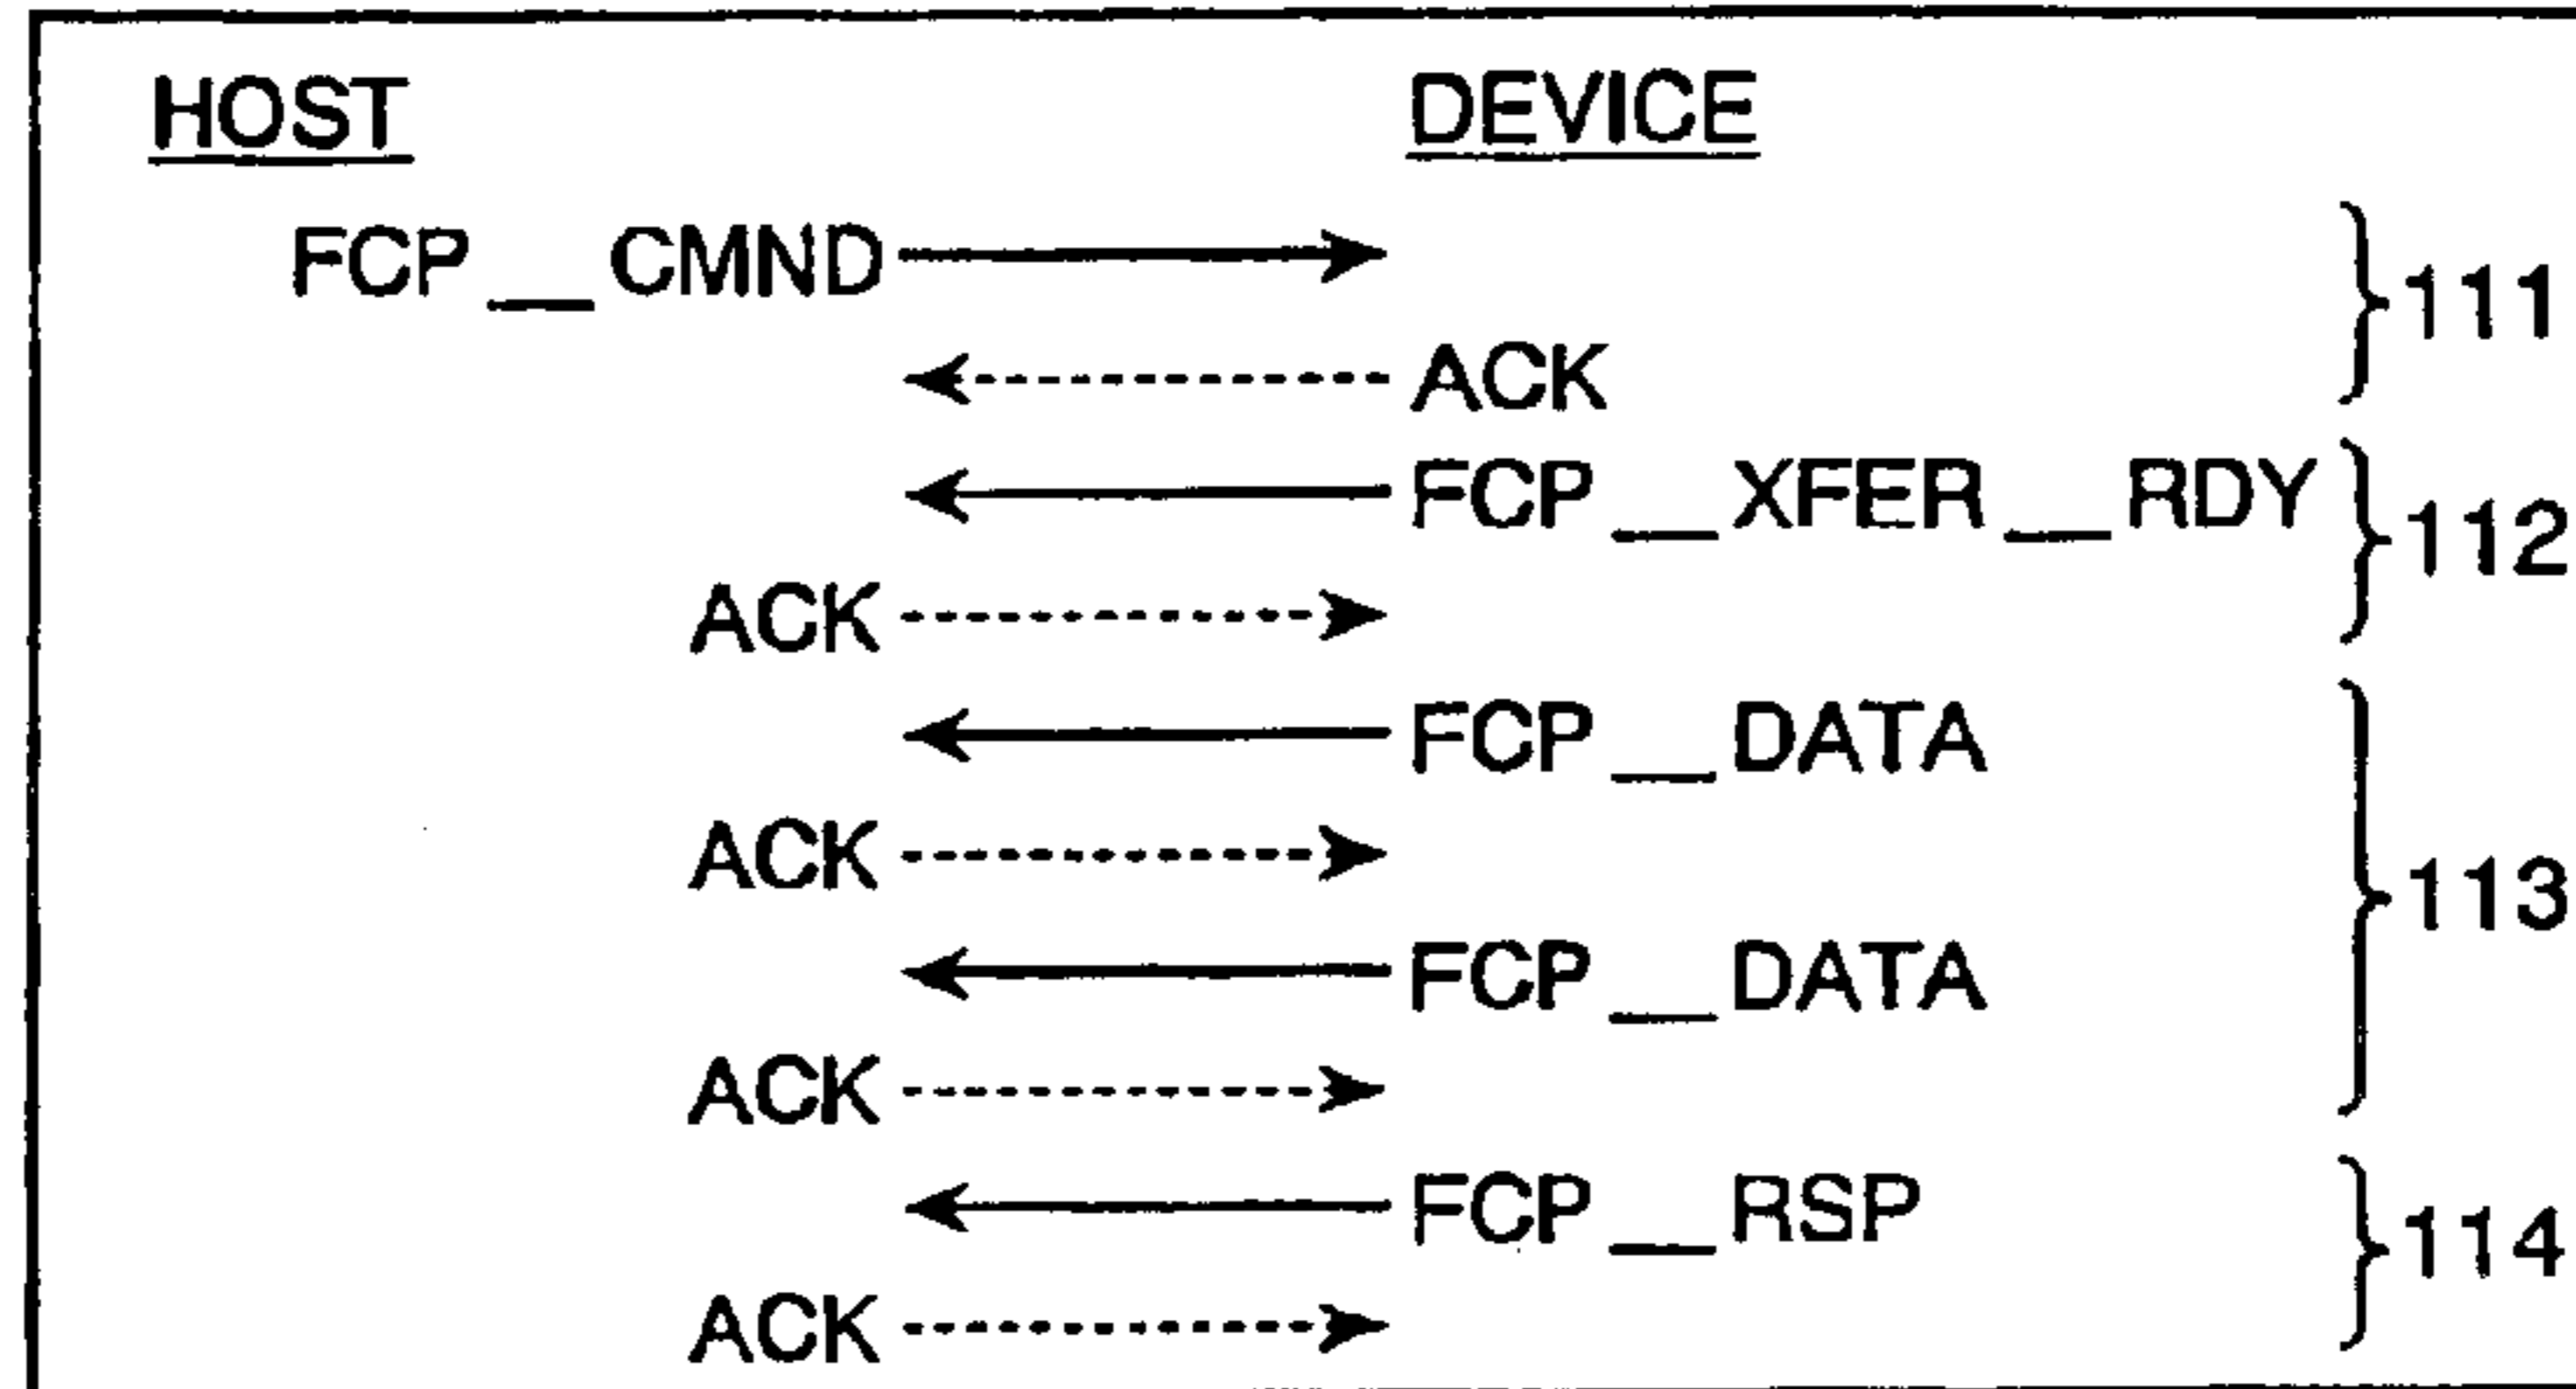 HOST DEVICE
FCP__CMND
111
ACK
FCP__XFER__RDY
112
ACK
FCP__DATA
ACK
113
FCP__DATA
ACK
FCP__RSP
114
ACK